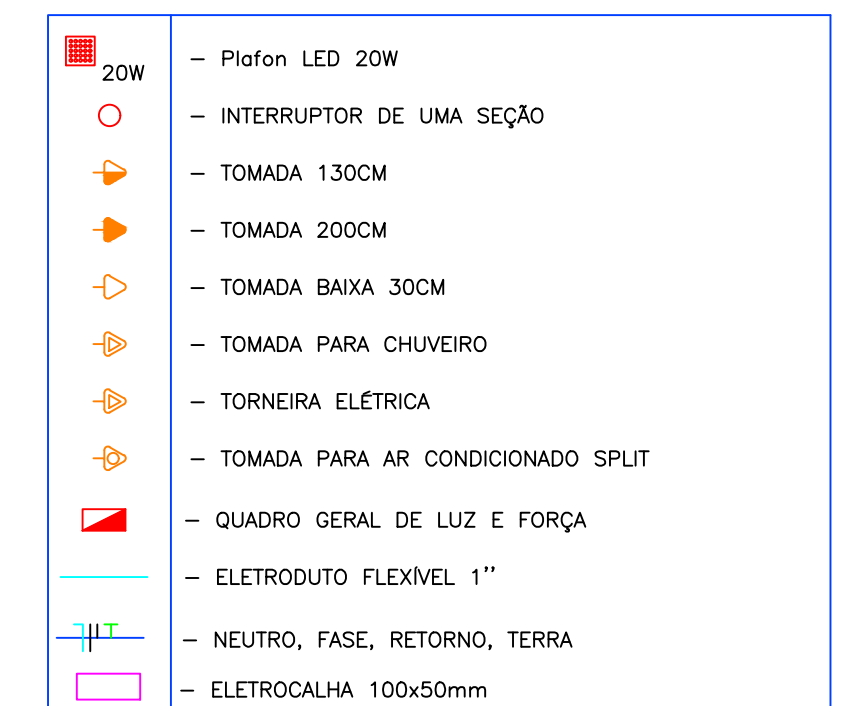 20W – Plafon LED 20W
– INTERRUPTOR DE UMA SEÇÃO
– TOMADA 130CM
– TOMADA 200CM
– TOMADA BAIXA 30CM
– TOMADA PARA CHUVEIRO
– TORNEIRA ELÉTRICA
– TOMADA PARA AR CONDICIONADO SPLIT
– QUADRO GERAL DE LUZ E FORÇA
– ELETRODUTO FLEXÍVEL 1''
– NEUTRO, FASE, RETORNO, TERRA
– ELETROCALHA 100x50mm